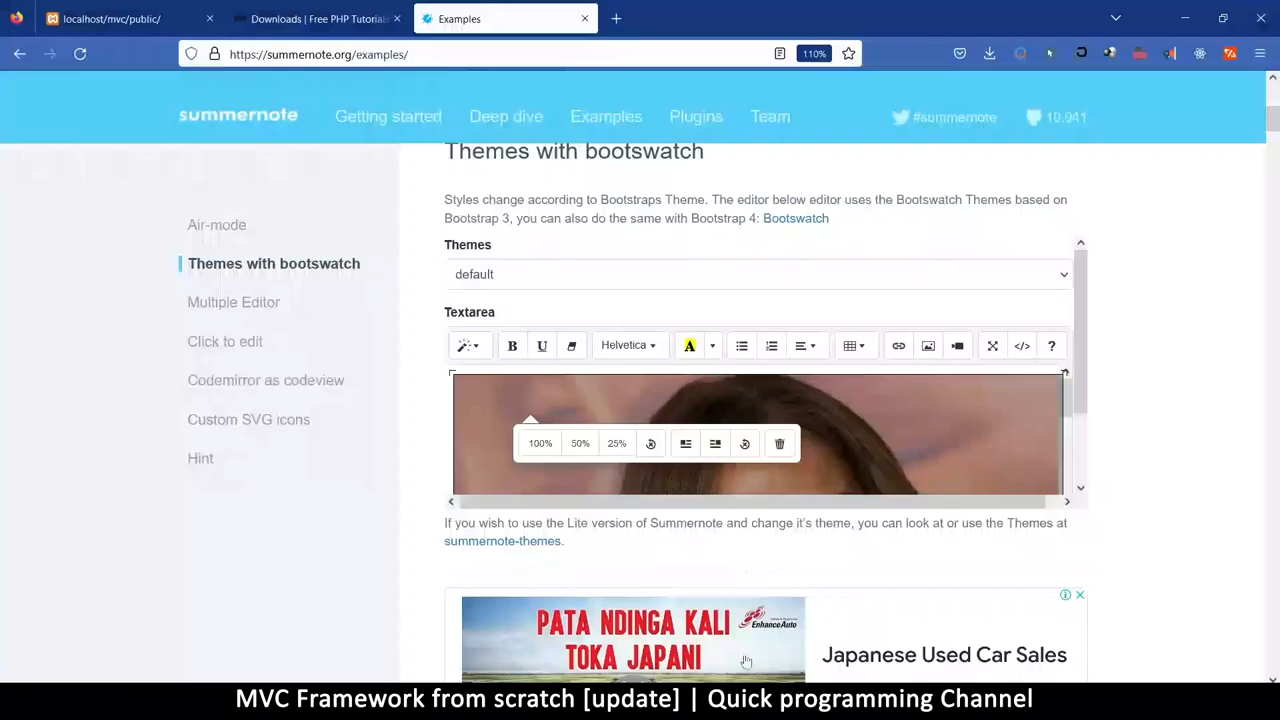 localhost/mvc/public/
Downloads | Free PHP Tutorials
Examples
https://summernote.org/examples/
110%
summernote
Getting started
Deep dive
Examples
Plugins
Team
#summernote
10,941
Themes with bootswatch
Air-mode
Themes with bootswatch
Multiple Editor
Click to edit
Codemirror as codeview
Custom SVG icons
Hint
Styles change according to Bootstraps Theme. The editor below editor uses the Bootswatch Themes based on
Bootstrap 3, you can also do the same with Bootstrap 4: Bootswatch
Themes
default
Textarea
B U Helvetica A </> ?
100% 50% 25%
If you wish to use the Lite version of Summernote and change it's theme, you can look at or use the Themes at
summernote-themes.
PATA NDINGA KALI
TOKA JAPANI
EnhanceAuto
Japanese Used Car Sales
MVC Framework from scratch [update] | Quick programming Channel